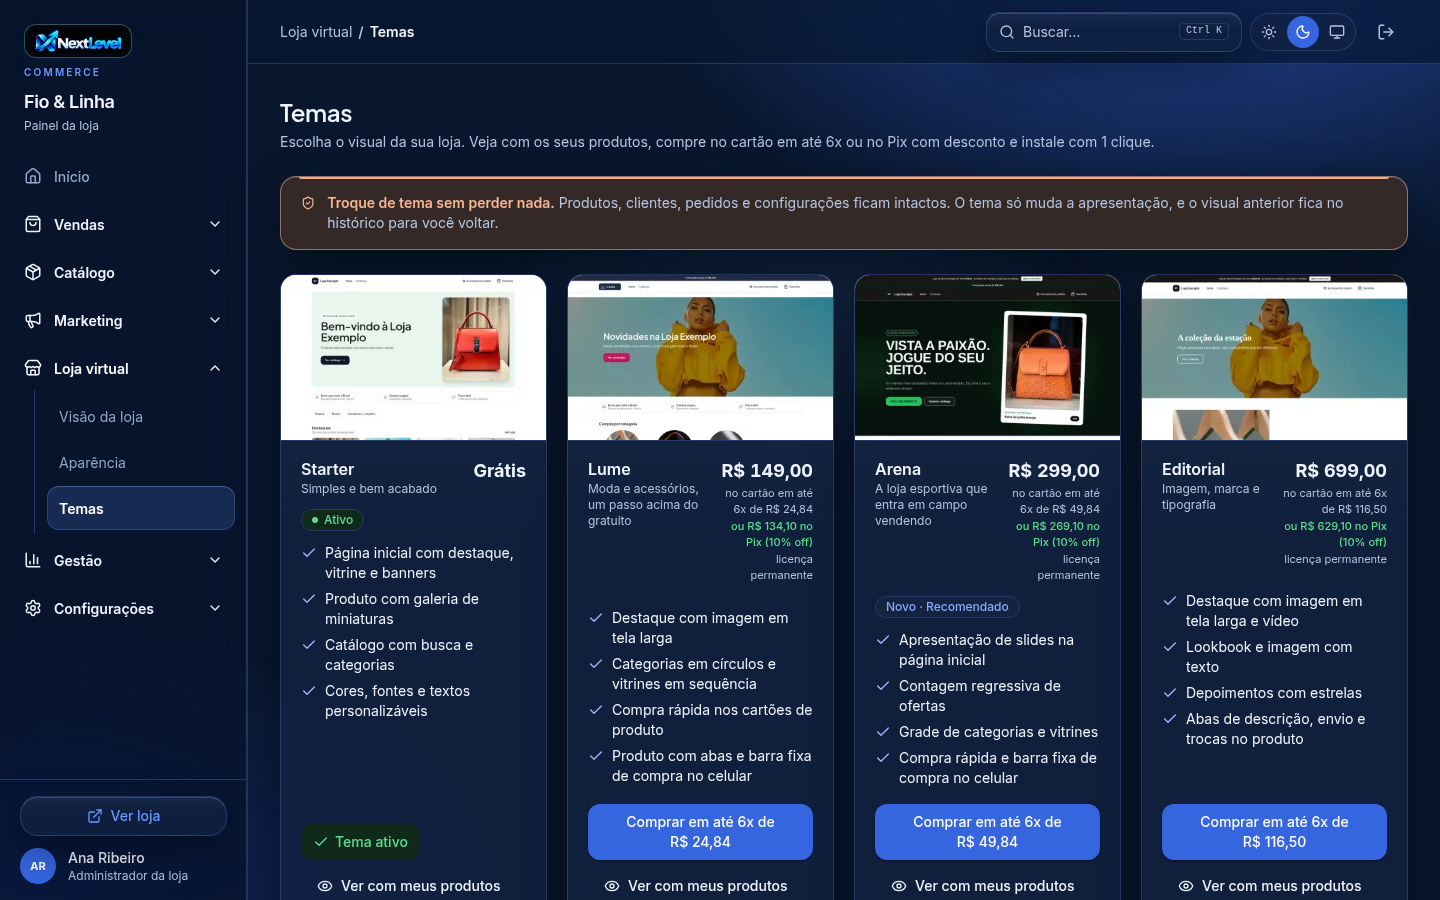 NextLevel
COMMERCE
Fio & Linha
Painel da loja
Início
Vendas
Catálogo
Marketing
Loja virtual
Visão da loja
Aparência
Temas
Gestão
Configurações
Ver loja
AR
Ana Ribeiro
Administrador da loja
Loja virtual / Temas
Buscar...
Ctrl K
Temas
Escolha o visual da sua loja. Veja com os seus produtos, compre no cartão em até 6x ou no Pix com desconto e instale com 1 clique.
Troque de tema sem perder nada. Produtos, clientes, pedidos e configurações ficam intactos. O tema só muda a apresentação, e o visual anterior fica no
histórico para você voltar.
Bem-vindo à Loja
Exemplo
Starter
Grátis
Simples e bem acabado
Ativo
Página inicial com destaque,
vitrine e banners
Produto com galeria de
miniaturas
Catálogo com busca e
categorias
Cores, fontes e textos
personalizáveis
Tema ativo
Ver com meus produtos
Novidades na Loja Exemplo
Lume
R$ 149,00
Moda e acessórios,
um passo acima do
gratuito
no cartão em até
6x de R$ 24,84
ou R$ 134,10 no
Pix (10% off)
licença
permanente
Destaque com imagem em
tela larga
Categorias em círculos e
vitrines em sequência
Compra rápida nos cartões de
produto
Produto com abas e barra fixa
de compra no celular
Comprar em até 6x de
R$ 24,84
Ver com meus produtos
VISTA A PAIXÃO.
JOGUE DO SEU
JEITO.
Arena
R$ 299,00
A loja esportiva que
entra em campo
vendendo
no cartão em até
6x de R$ 49,84
ou R$ 269,10 no
Pix (10% off)
licença
permanente
Novo · Recomendado
Apresentação de slides na
página inicial
Contagem regressiva de
ofertas
Grade de categorias e vitrines
Compra rápida e barra fixa de
compra no celular
Comprar em até 6x de
R$ 49,84
Ver com meus produtos
A coleção da estação
Editorial
R$ 699,00
Imagem, marca e
tipografia
no cartão em até 6x
de R$ 116,50
ou R$ 629,10 no Pix
(10% off)
licença permanente
Destaque com imagem em
tela larga e vídeo
Lookbook e imagem com
texto
Depoimentos com estrelas
Abas de descrição, envio e
trocas no produto
Comprar em até 6x de
R$ 116,50
Ver com meus produtos